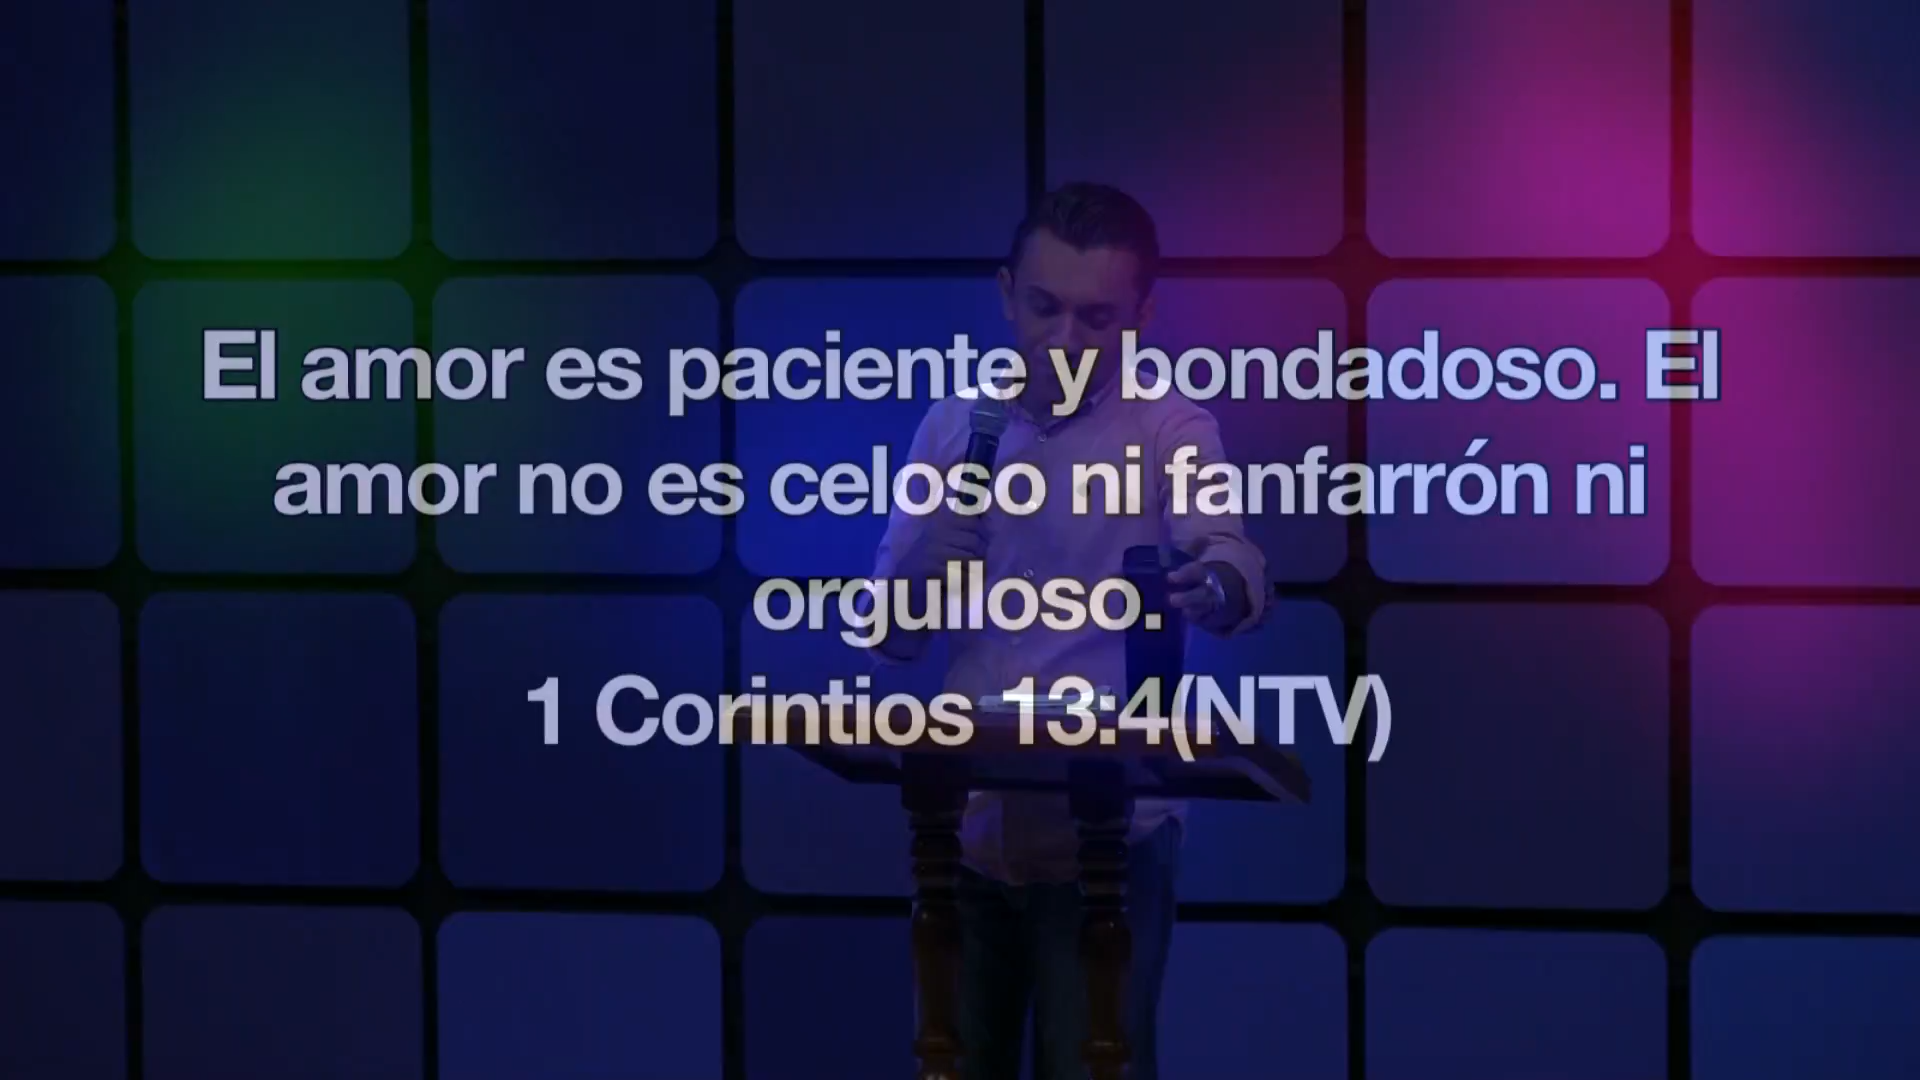 El amor es paciente y bondadoso. El
amor no es celoso ni fanfarrón ni
orgulloso.
1 Corintios 13:4(NTV)